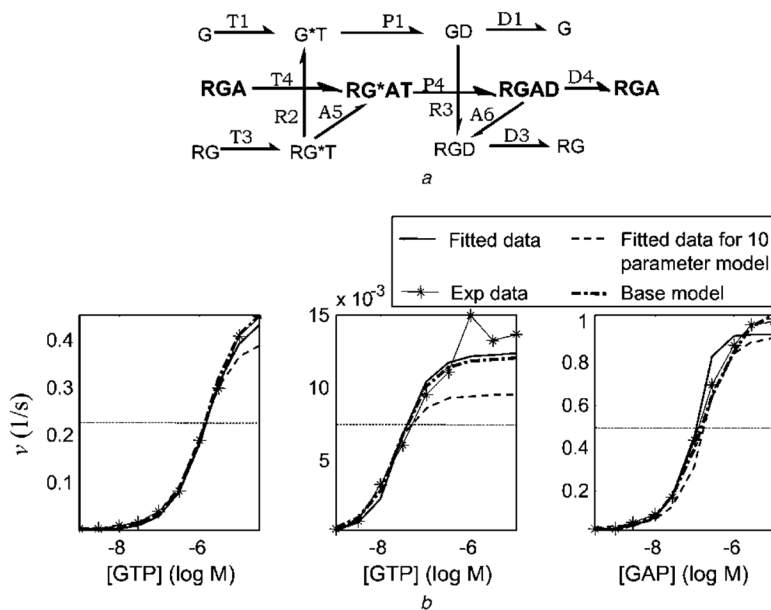 G T1 G*T P1 GD D1 G
RGA T4 RG*AT P4 RGAD D4 RGA
R2 A5 R3 A6
RG T3 RG*T RGD D3 RG
a
Fitted data
Fitted data for 10 parameter model
Exp data
Base model
v (1/s)
0.4
0.3
0.2
0.1
-8 -6
[GTP] (log M)
15 x 10^-3
10
5
-8 -6
[GTP] (log M)
1
0.8
0.6
0.4
0.2
-8 -6
[GAP] (log M)
b